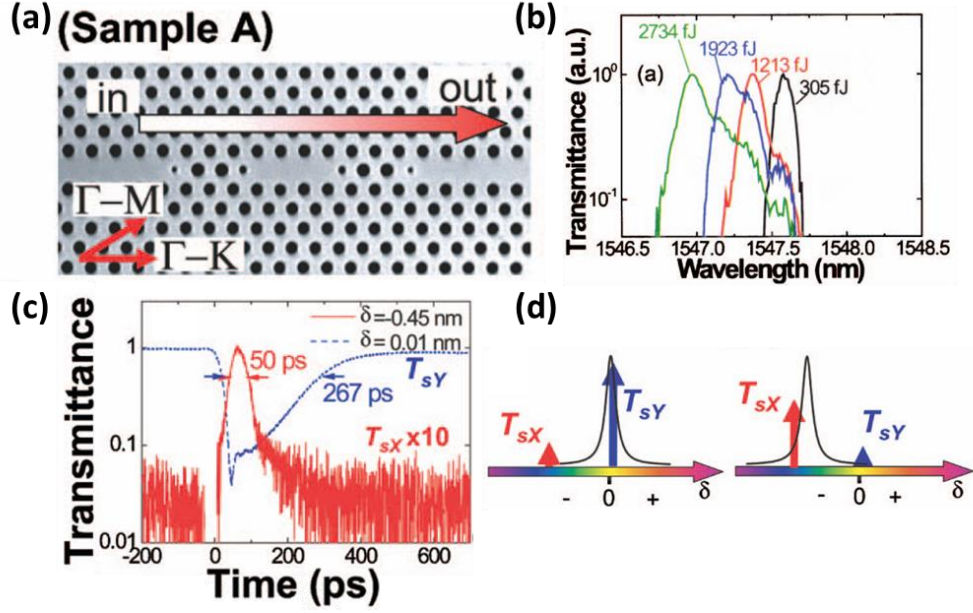 (a)
(Sample A)
in
out
Γ–M
Γ–K
(b)
Transmittance (a.u.)
10⁰
10⁻¹
2734 fJ
1923 fJ
1213 fJ
305 fJ
(a)
1546.5 1547.0 1547.5 1548.0 1548.5
Wavelength (nm)
(c)
Transmittance
1
0.1
0.01
δ=-0.45 nm
δ=0.01 nm
50 ps
TsY
267 ps
TsX x10
-200 0 200 400 600
Time (ps)
(d)
TsX
TsY
- 0 + δ
TsX
TsY
- 0 + δ